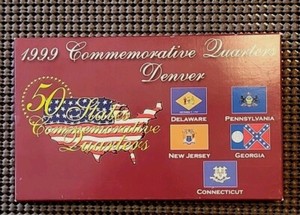 1999 Commemorative Quarters
Denver
50 States
Commemorative
Quarters
DELAWARE
PENNSYLVANIA
NEW JERSEY
GEORGIA
CONNECTICUT